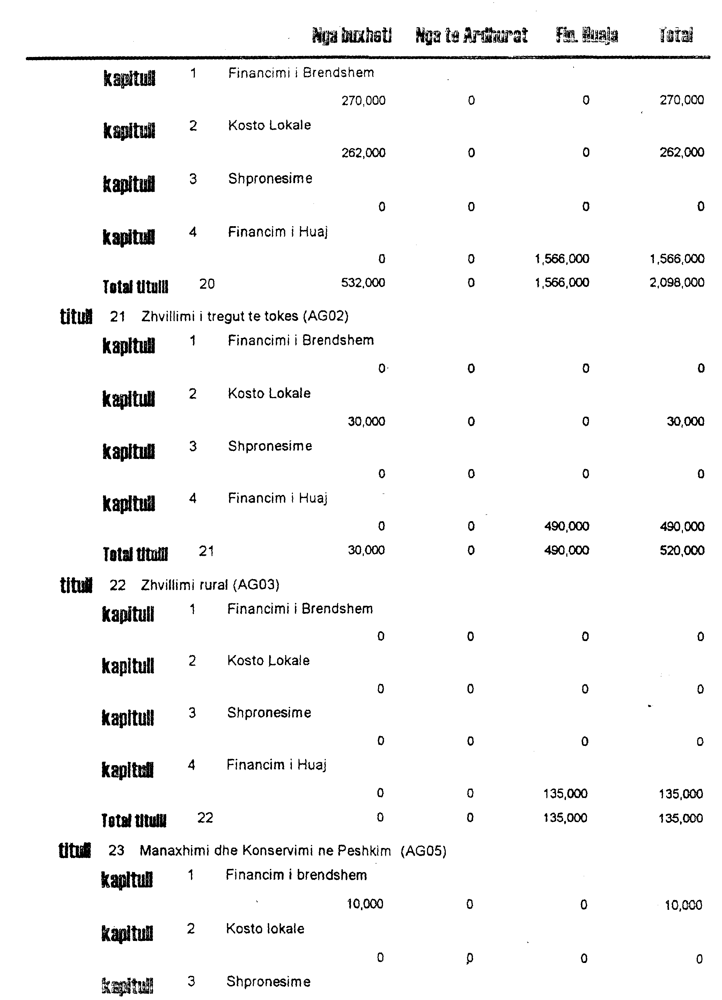 Nga buxheti Nga te Ardhurat Fin. Huaja Total
kapitull 1 Financimi i Brendshem
270,000 0 0 270,000
kapitull 2 Kosto Lokale
262,000 0 0 262,000
kapitull 3 Shpronesime
0 0 0 0
kapitull 4 Financim i Huaj
0 0 1,566,000 1,566,000
Total titulli 20 532,000 0 1,566,000 2,098,000
titull 21 Zhvillimi i tregut te tokes (AG02)
kapitull 1 Financimi i Brendshem
0 0 0 0
kapitull 2 Kosto Lokale
30,000 0 0 30,000
kapitull 3 Shpronesime
0 0 0 0
kapitull 4 Financim i Huaj
0 0 490,000 490,000
Total titulli 21 30,000 0 490,000 520,000
titull 22 Zhvillimi rural (AG03)
kapitull 1 Financimi i Brendshem
0 0 0 0
kapitull 2 Kosto Lokale
0 0 0 0
kapitull 3 Shpronesime
0 0 0 0
kapitull 4 Financim i Huaj
0 0 135,000 135,000
Total titulli 22 0 0 135,000 135,000
titull 23 Manaxhimi dhe Konservimi ne Peshkim (AG05)
kapitull 1 Financim i brendshem
10,000 0 0 10,000
kapitull 2 Kosto lokale
0 0 0 0
kapitull 3 Shpronesime